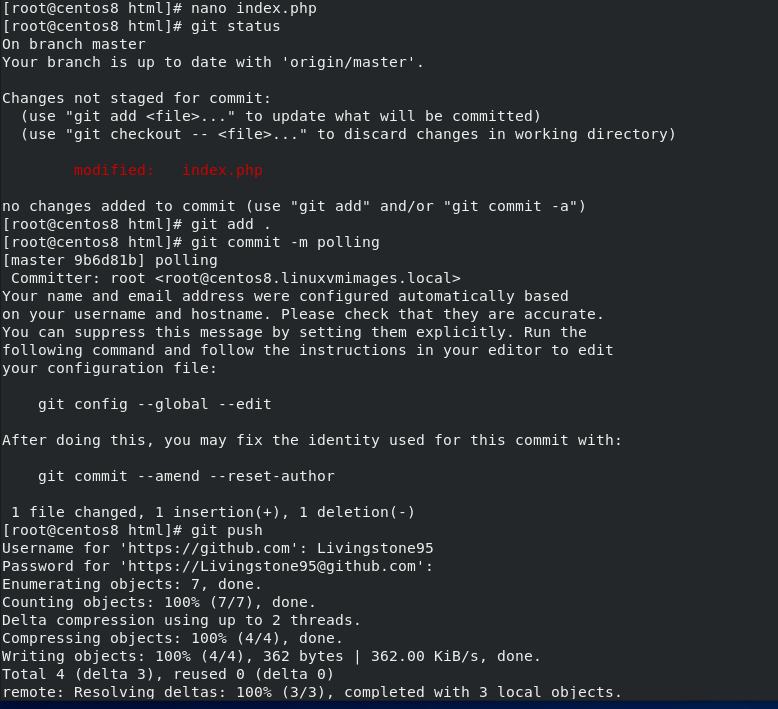 [root@centos8 html]# nano index.php
[root@centos8 html]# git status
On branch master
Your branch is up to date with 'origin/master'.

Changes not staged for commit:
  (use "git add <file>..." to update what will be committed)
  (use "git checkout -- <file>..." to discard changes in working directory)

        modified:   index.php

no changes added to commit (use "git add" and/or "git commit -a")
[root@centos8 html]# git add .
[root@centos8 html]# git commit -m polling
[master 9b6d81b] polling
 Committer: root <root@centos8.linuxvmimages.local>
Your name and email address were configured automatically based
on your username and hostname. Please check that they are accurate.
You can suppress this message by setting them explicitly. Run the
following command and follow the instructions in your editor to edit
your configuration file:

    git config --global --edit

After doing this, you may fix the identity used for this commit with:

    git commit --amend --reset-author

 1 file changed, 1 insertion(+), 1 deletion(-)
[root@centos8 html]# git push
Username for 'https://github.com': Livingstone95
Password for 'https://Livingstone95@github.com':
Enumerating objects: 7, done.
Counting objects: 100% (7/7), done.
Delta compression using up to 2 threads.
Compressing objects: 100% (4/4), done.
Writing objects: 100% (4/4), 362 bytes | 362.00 KiB/s, done.
Total 4 (delta 3), reused 0 (delta 0)
remote: Resolving deltas: 100% (3/3), completed with 3 local objects.